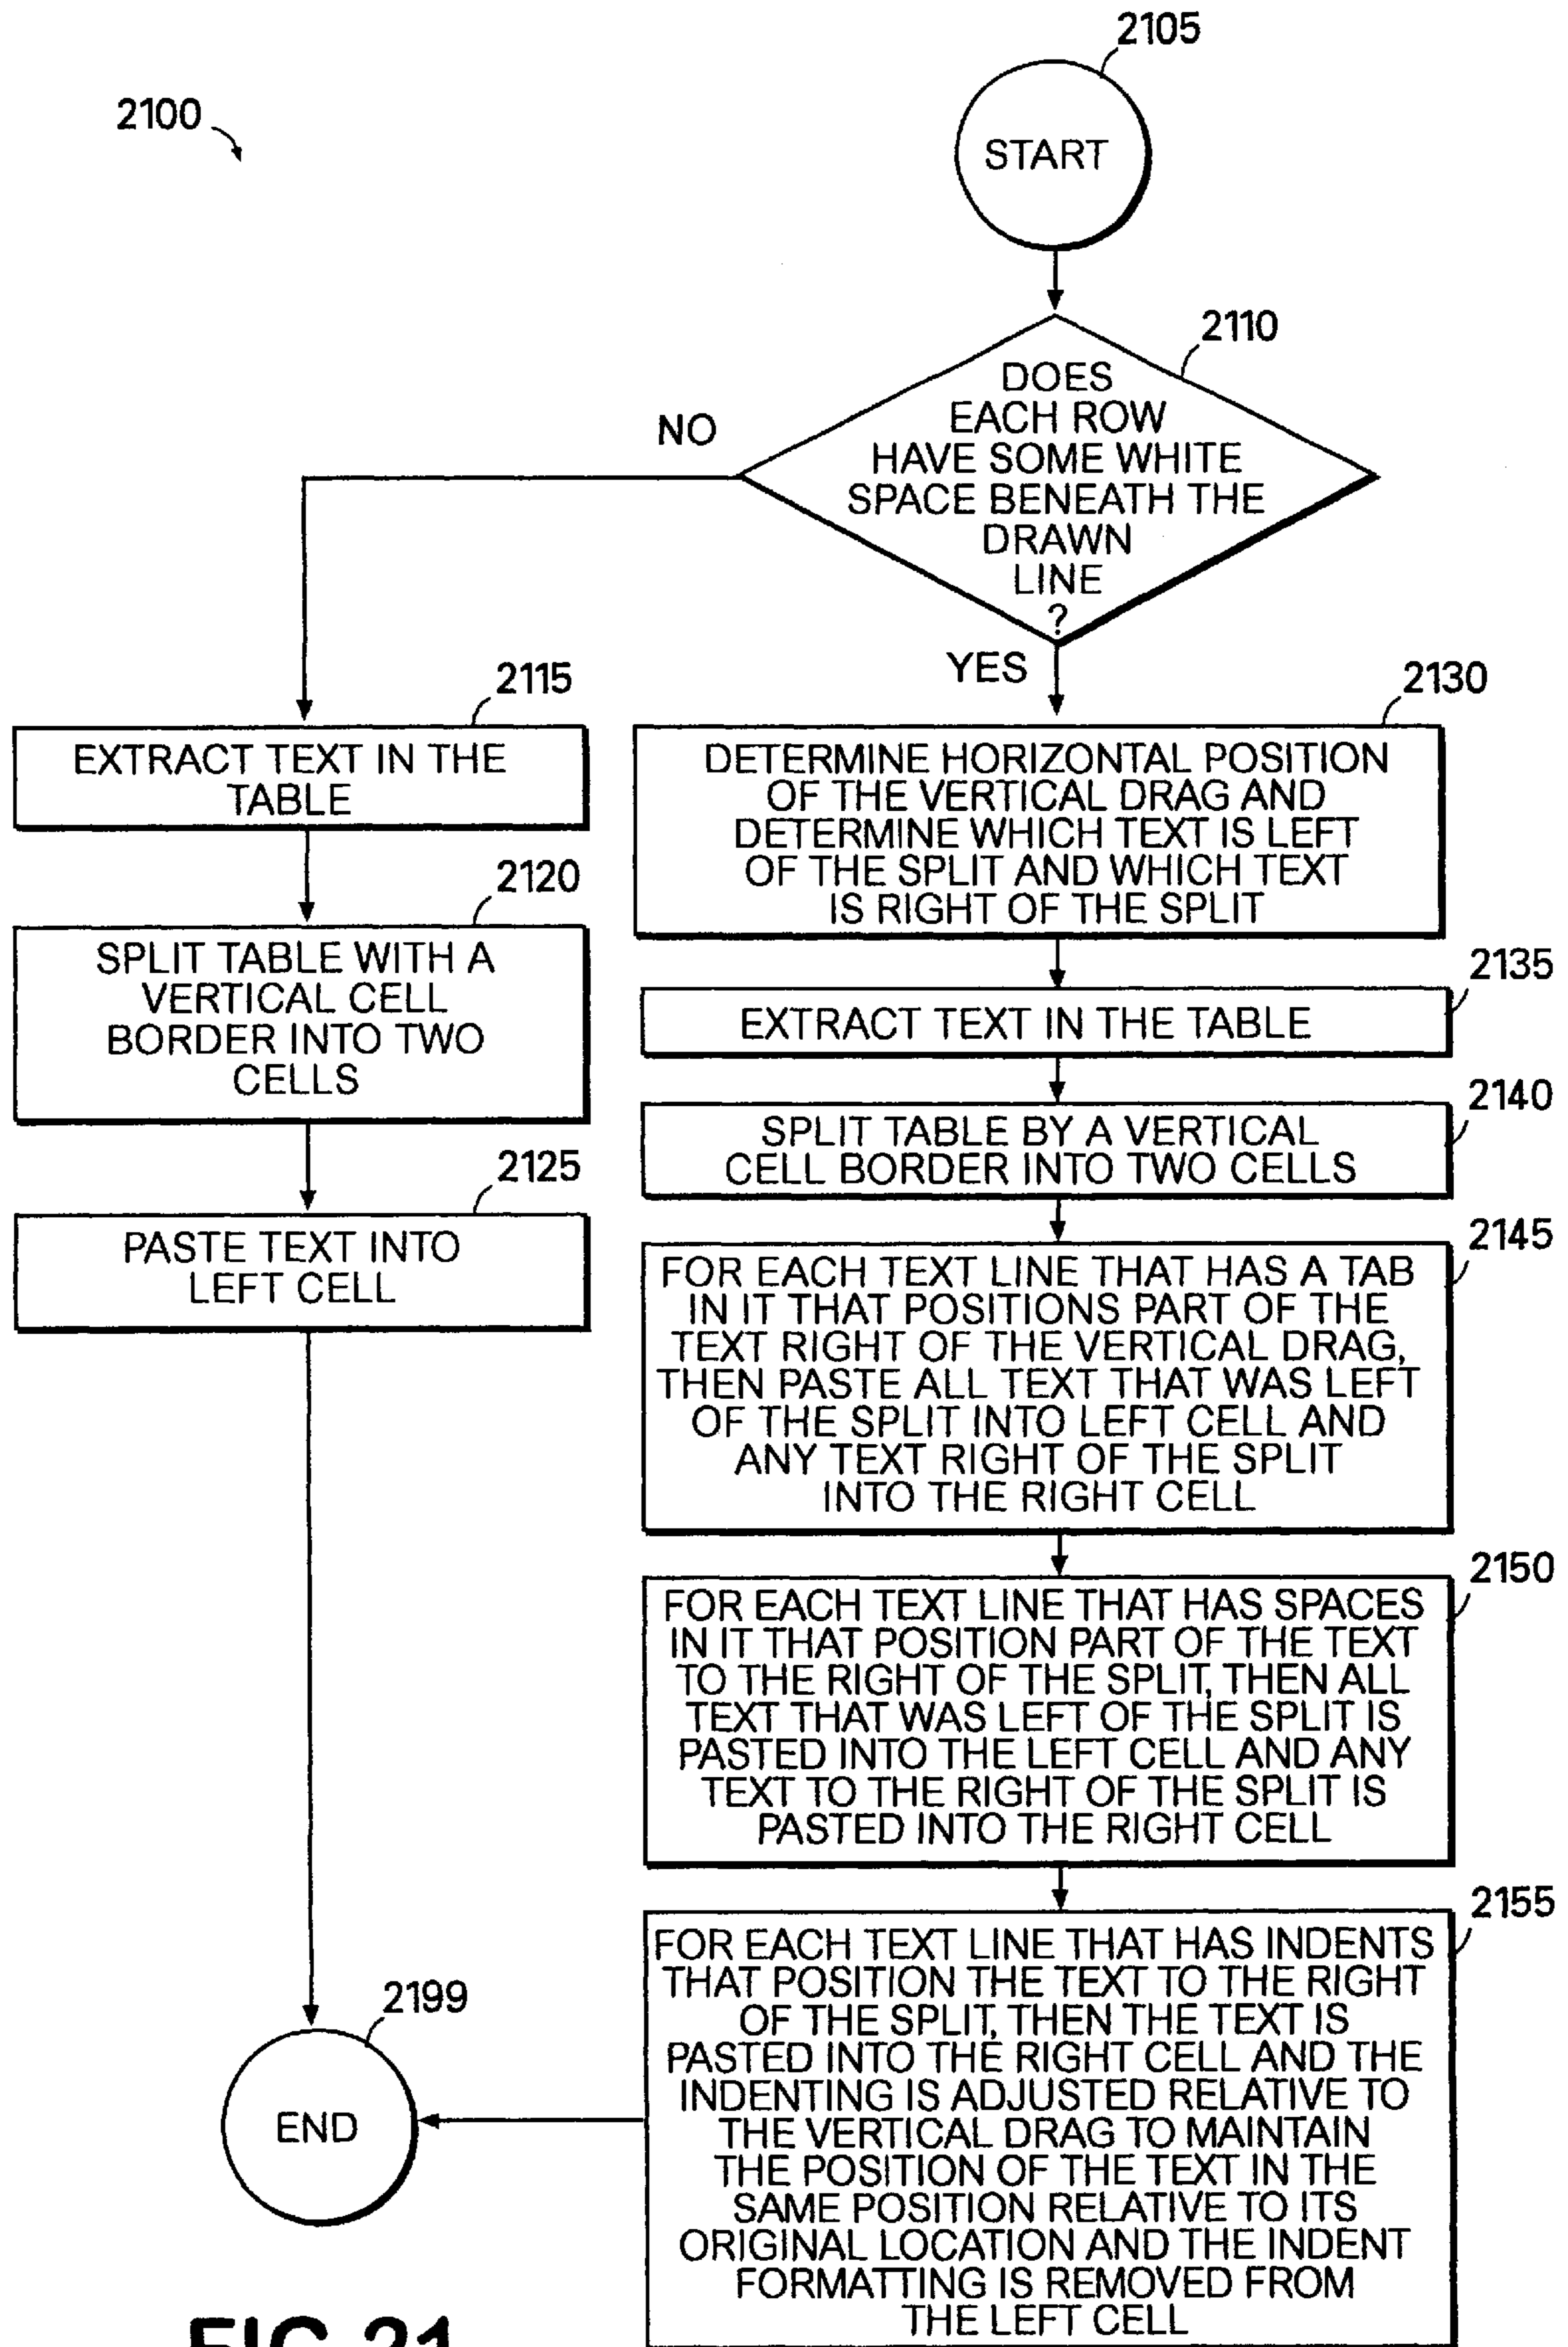 2105
2100
START
2110
DOES
EACH ROW
HAVE SOME WHITE
SPACE BENEATH THE
DRAWN
LINE
?
NO
YES
2115
EXTRACT TEXT IN THE
TABLE
2120
SPLIT TABLE WITH A
VERTICAL CELL
BORDER INTO TWO
CELLS
2125
PASTE TEXT INTO
LEFT CELL
2130
DETERMINE HORIZONTAL POSITION
OF THE VERTICAL DRAG AND
DETERMINE WHICH TEXT IS LEFT
OF THE SPLIT AND WHICH TEXT
IS RIGHT OF THE SPLIT
2135
EXTRACT TEXT IN THE TABLE
2140
SPLIT TABLE BY A VERTICAL
CELL BORDER INTO TWO CELLS
2145
FOR EACH TEXT LINE THAT HAS A TAB
IN IT THAT POSITIONS PART OF THE
TEXT RIGHT OF THE VERTICAL DRAG,
THEN PASTE ALL TEXT THAT WAS LEFT
OF THE SPLIT INTO LEFT CELL AND
ANY TEXT RIGHT OF THE SPLIT
INTO THE RIGHT CELL
2150
FOR EACH TEXT LINE THAT HAS SPACES
IN IT THAT POSITION PART OF THE TEXT
TO THE RIGHT OF THE SPLIT, THEN ALL
TEXT THAT WAS LEFT OF THE SPLIT IS
PASTED INTO THE LEFT CELL AND ANY
TEXT TO THE RIGHT OF THE SPLIT IS
PASTED INTO THE RIGHT CELL
2155
FOR EACH TEXT LINE THAT HAS INDENTS
THAT POSITION THE TEXT TO THE RIGHT
OF THE SPLIT, THEN THE TEXT IS
PASTED INTO THE RIGHT CELL AND THE
INDENTING IS ADJUSTED RELATIVE TO
THE VERTICAL DRAG TO MAINTAIN
THE POSITION OF THE TEXT IN THE
SAME POSITION RELATIVE TO ITS
ORIGINAL LOCATION AND THE INDENT
FORMATTING IS REMOVED FROM
THE LEFT CELL
2199
END
FIG.21